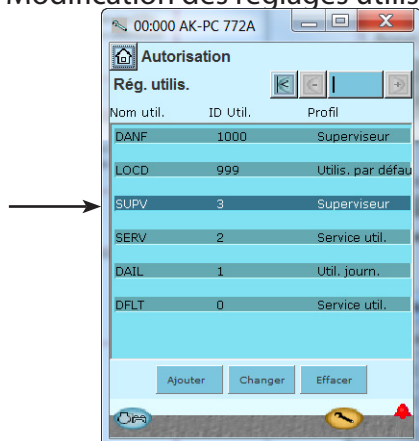 Modification des réglages utilis
00:000 AK-PC 772A
Autorisation
Rég. utilis.
Nom util. ID Util. Profil
DANF 1000 Superviseur
LOCD 999 Utilis. par défau
SUPV 3 Superviseur
SERV 2 Service util.
DAIL 1 Util. journ.
DFLT 0 Service util.
Ajouter Changer Effacer